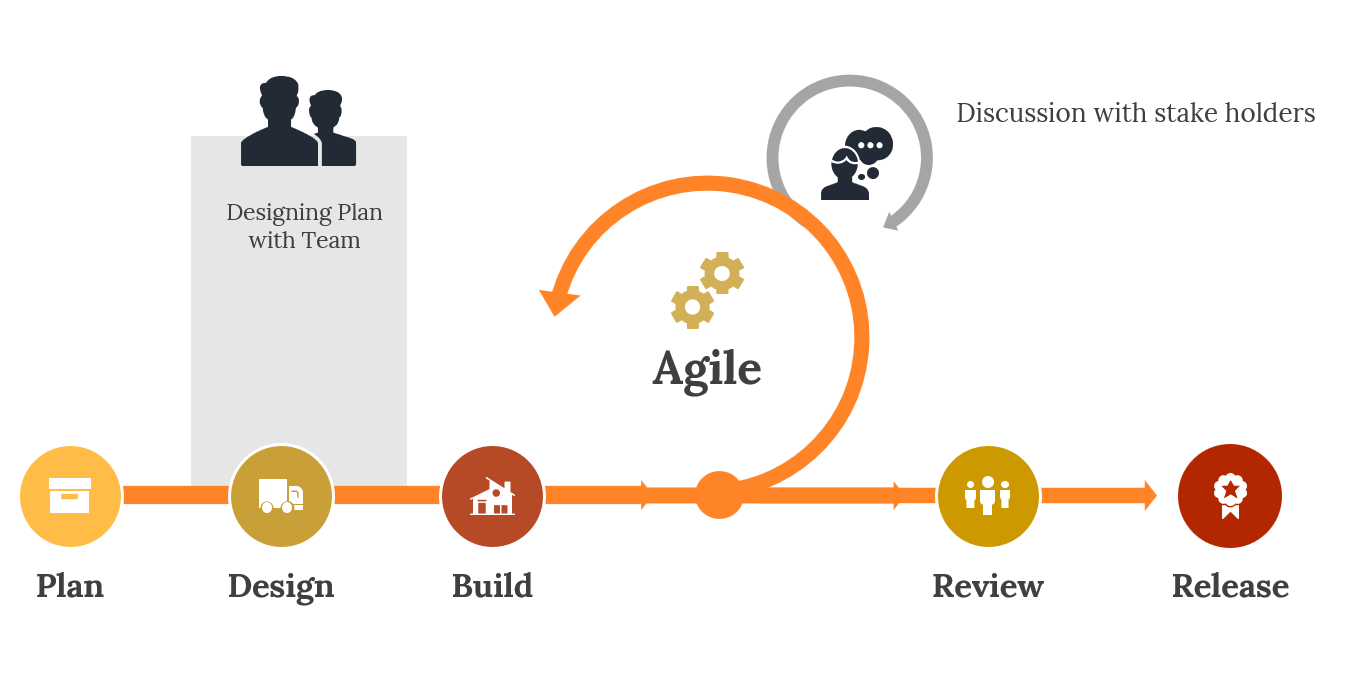 Discussion with stake holders
Designing Plan
with Team
Agile
Plan
Design
Build
Review
Release